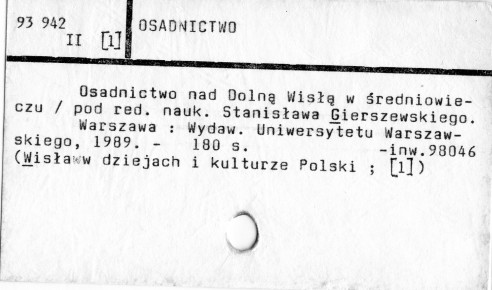 93 942
II [1]
OSADNICTWO
Osadnictwo nad Dolną Wisłą w średniowie-
czu / pod red. nauk. Stanisława Gierszewskiego.
Warszawa : Wydaw. Uniwersytetu Warszaw-
skiego, 1989. - 180 s. -inw.98046
(Wisław dziejach i kulturze Polski ; [1])